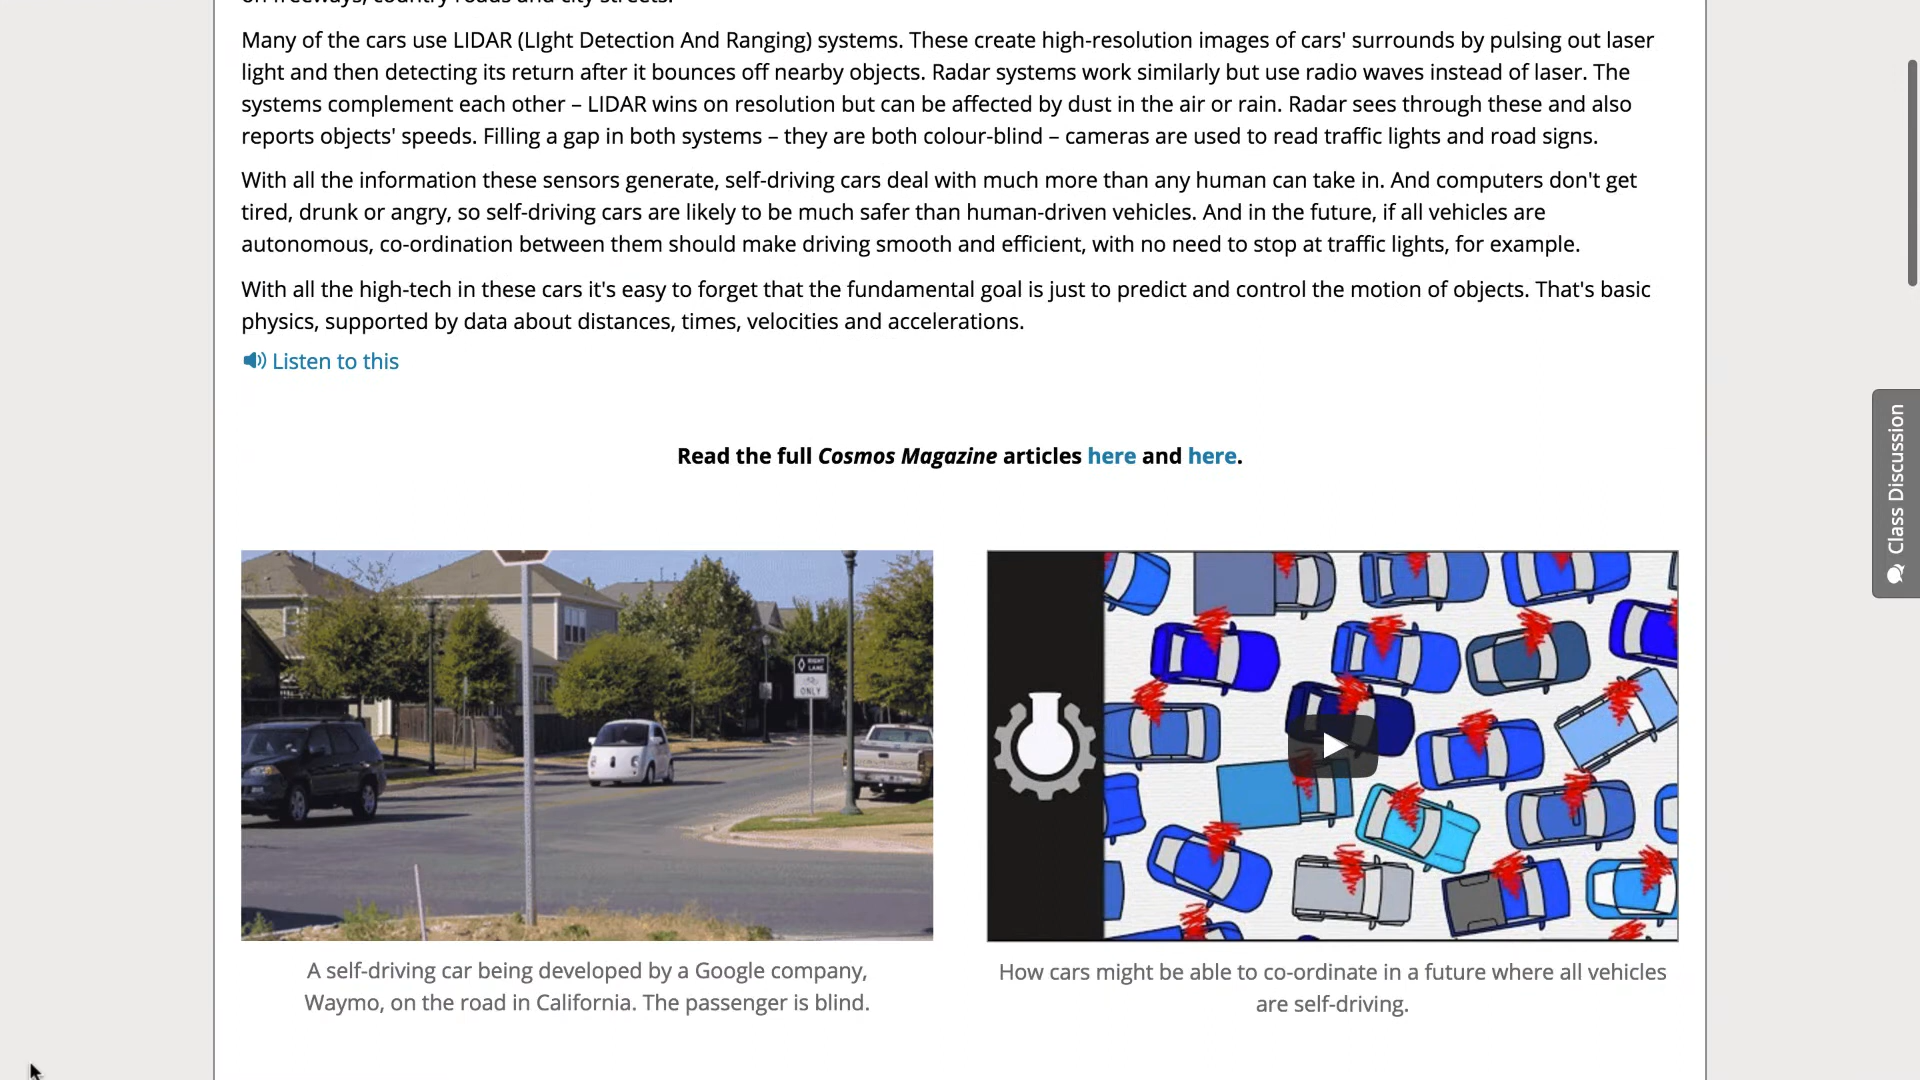 on freeways, country roads and city streets.
Many of the cars use LIDAR (LIght Detection And Ranging) systems. These create high-resolution images of cars' surrounds by pulsing out laser
light and then detecting its return after it bounces off nearby objects. Radar systems work similarly but use radio waves instead of laser. The
systems complement each other – LIDAR wins on resolution but can be affected by dust in the air or rain. Radar sees through these and also
reports objects' speeds. Filling a gap in both systems – they are both colour-blind – cameras are used to read traffic lights and road signs.
With all the information these sensors generate, self-driving cars deal with much more than any human can take in. And computers don't get
tired, drunk or angry, so self-driving cars are likely to be much safer than human-driven vehicles. And in the future, if all vehicles are
autonomous, co-ordination between them should make driving smooth and efficient, with no need to stop at traffic lights, for example.
With all the high-tech in these cars it's easy to forget that the fundamental goal is just to predict and control the motion of objects. That's basic
physics, supported by data about distances, times, velocities and accelerations.
Listen to this
Read the full Cosmos Magazine articles here and here.
Class Discussion
RIGHT
LANE
ONLY
A self-driving car being developed by a Google company,
Waymo, on the road in California. The passenger is blind.
How cars might be able to co-ordinate in a future where all vehicles
are self-driving.